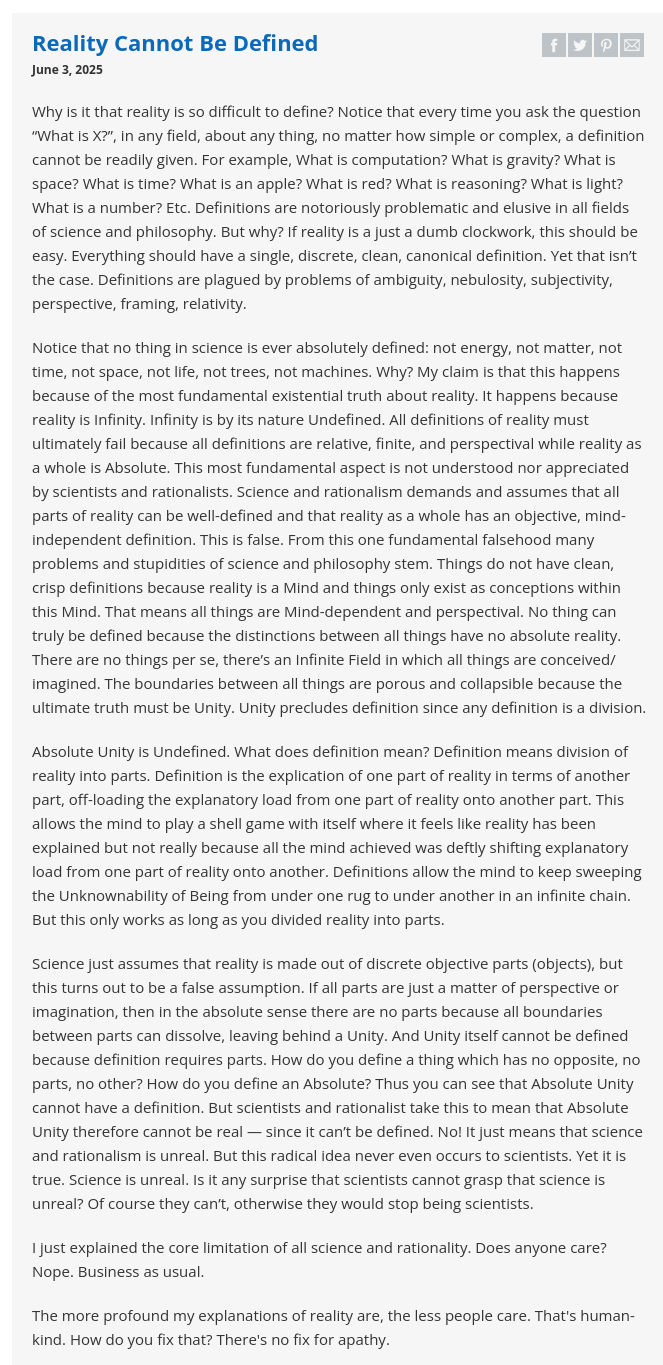 Reality Cannot Be Defined
June 3, 2025
Why is it that reality is so difficult to define? Notice that every time you ask the question
“What is X?”, in any field, about any thing, no matter how simple or complex, a definition
cannot be readily given. For example, What is computation? What is gravity? What is
space? What is time? What is an apple? What is red? What is reasoning? What is light?
What is a number? Etc. Definitions are notoriously problematic and elusive in all fields
of science and philosophy. But why? If reality is a just a dumb clockwork, this should be
easy. Everything should have a single, discrete, clean, canonical definition. Yet that isn’t
the case. Definitions are plagued by problems of ambiguity, nebulosity, subjectivity,
perspective, framing, relativity.
Notice that no thing in science is ever absolutely defined: not energy, not matter, not
time, not space, not life, not trees, not machines. Why? My claim is that this happens
because of the most fundamental existential truth about reality. It happens because
reality is Infinity. Infinity is by its nature Undefined. All definitions of reality must
ultimately fail because all definitions are relative, finite, and perspectival while reality as
a whole is Absolute. This most fundamental aspect is not understood nor appreciated
by scientists and rationalists. Science and rationalism demands and assumes that all
parts of reality can be well-defined and that reality as a whole has an objective, mind-
independent definition. This is false. From this one fundamental falsehood many
problems and stupidities of science and philosophy stem. Things do not have clean,
crisp definitions because reality is a Mind and things only exist as conceptions within
this Mind. That means all things are Mind-dependent and perspectival. No thing can
truly be defined because the distinctions between all things have no absolute reality.
There are no things per se, there’s an Infinite Field in which all things are conceived/
imagined. The boundaries between all things are porous and collapsible because the
ultimate truth must be Unity. Unity precludes definition since any definition is a division.
Absolute Unity is Undefined. What does definition mean? Definition means division of
reality into parts. Definition is the explication of one part of reality in terms of another
part, off-loading the explanatory load from one part of reality onto another part. This
allows the mind to play a shell game with itself where it feels like reality has been
explained but not really because all the mind achieved was deftly shifting explanatory
load from one part of reality onto another. Definitions allow the mind to keep sweeping
the Unknownability of Being from under one rug to under another in an infinite chain.
But this only works as long as you divided reality into parts.
Science just assumes that reality is made out of discrete objective parts (objects), but
this turns out to be a false assumption. If all parts are just a matter of perspective or
imagination, then in the absolute sense there are no parts because all boundaries
between parts can dissolve, leaving behind a Unity. And Unity itself cannot be defined
because definition requires parts. How do you define a thing which has no opposite, no
parts, no other? How do you define an Absolute? Thus you can see that Absolute Unity
cannot have a definition. But scientists and rationalist take this to mean that Absolute
Unity therefore cannot be real — since it can’t be defined. No! It just means that science
and rationalism is unreal. But this radical idea never even occurs to scientists. Yet it is
true. Science is unreal. Is it any surprise that scientists cannot grasp that science is
unreal? Of course they can’t, otherwise they would stop being scientists.
I just explained the core limitation of all science and rationality. Does anyone care?
Nope. Business as usual.
The more profound my explanations of reality are, the less people care. That's human-
kind. How do you fix that? There's no fix for apathy.